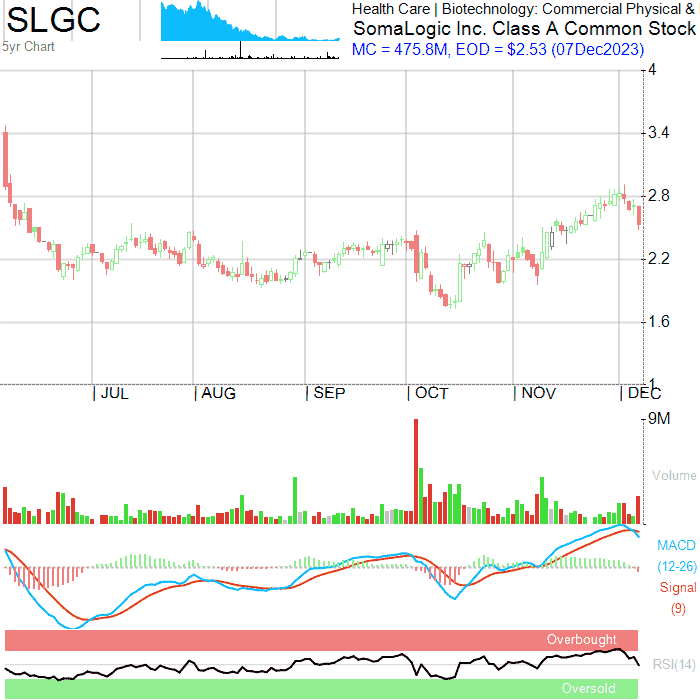 SLGC
5yr Chart
Health Care | Biotechnology: Commercial Physical &
SomaLogic Inc. Class A Common Stock
MC = 475.8M, EOD = $2.53 (07Dec2023)
4
3.4
2.8
2.2
1.6
1
JUL AUG SEP OCT NOV DEC
9M
Volume
MACD
(12-26)
Signal
(9)
Overbought
RSI(14)
Oversold